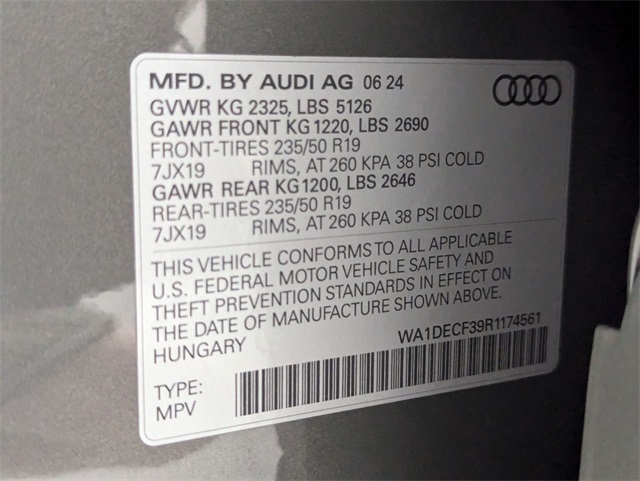 MFD. BY AUDI AG 06 24
GVWR KG 2325, LBS 5126
GAWR FRONT KG 1220, LBS 2690
FRONT-TIRES 235/50 R19
7JX19 RIMS, AT 260 KPA 38 PSI COLD
GAWR REAR KG 1200, LBS 2646
REAR-TIRES 235/50 R19
7JX19 RIMS, AT 260 KPA 38 PSI COLD
THIS VEHICLE CONFORMS TO ALL APPLICABLE
U.S. FEDERAL MOTOR VEHICLE SAFETY AND
THEFT PREVENTION STANDARDS IN EFFECT ON
THE DATE OF MANUFACTURE SHOWN ABOVE.
HUNGARY WA1DECF39R1174561
TYPE:
MPV